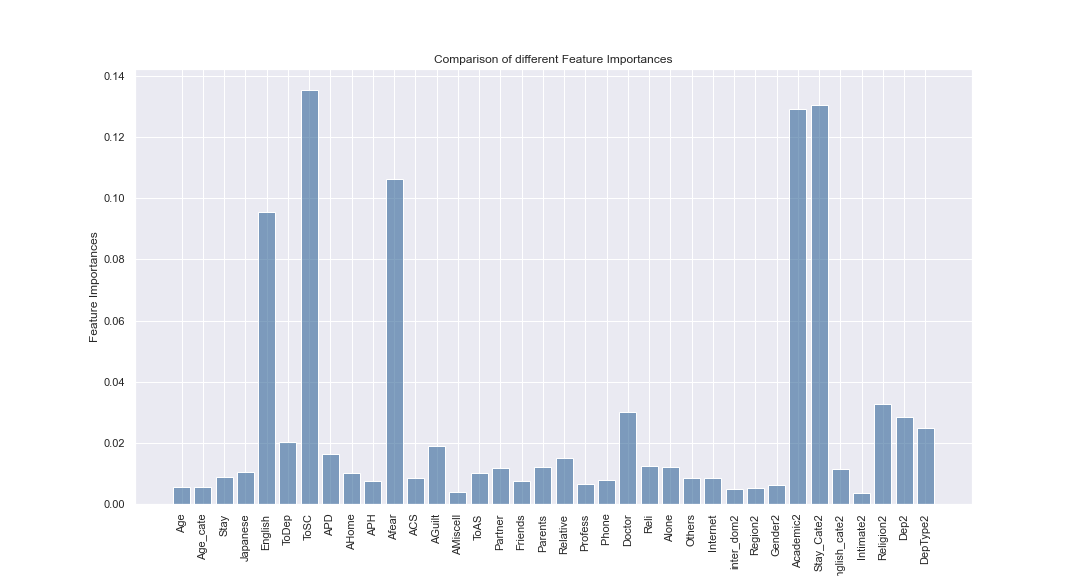 Comparison of different Feature Importances
Feature Importances
0.14
0.12
0.10
0.08
0.06
0.04
0.02
0.00
Age
Age_cate
Stay
Japanese
English
ToDep
ToSC
APD
AHome
APH
Afear
ACS
AGuilt
AMiscell
ToAS
Partner
Friends
Parents
Relative
Profess
Phone
Doctor
Reli
Alone
Others
Internet
inter_dom2
Region2
Gender2
Academic2
Stay_Cate2
nglish_cate2
Intimate2
Religion2
Dep2
DepType2